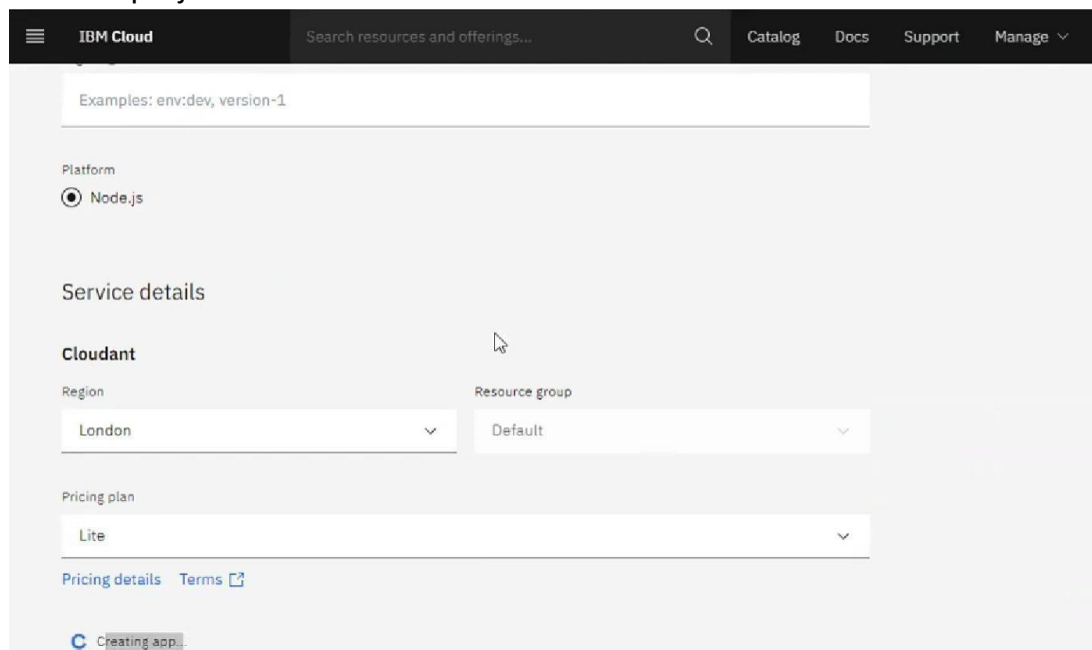 IBM Cloud
Search resources and offerings...
Catalog
Docs
Support
Manage
Examples: env:dev, version-1
Platform
Node.js
Service details
Cloudant
Region
Resource group
London
Default
Pricing plan
Lite
Pricing details
Terms
Creating app...